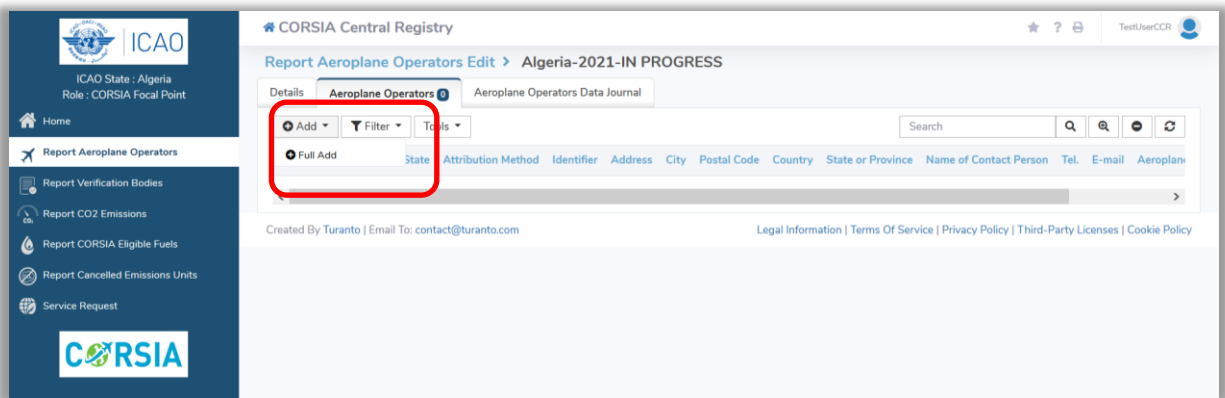 ICAO
ICAO State : Algeria
Role : CORSIA Focal Point
Home
Report Aeroplane Operators
Report Verification Bodies
Report CO2 Emissions
Report CORSIA Eligible Fuels
Report Cancelled Emissions Units
Service Request
CORSIA
CORSIA Central Registry
TestUserCCR
Report Aeroplane Operators Edit > Algeria-2021-IN PROGRESS
Details Aeroplane Operators 0 Aeroplane Operators Data Journal
Add Filter Tools Search
Full Add
State Attribution Method Identifier Address City Postal Code Country State or Province Name of Contact Person Tel. E-mail Aeroplan
Created By Turanto | Email To: contact@turanto.com Legal Information | Terms Of Service | Privacy Policy | Third-Party Licenses | Cookie Policy